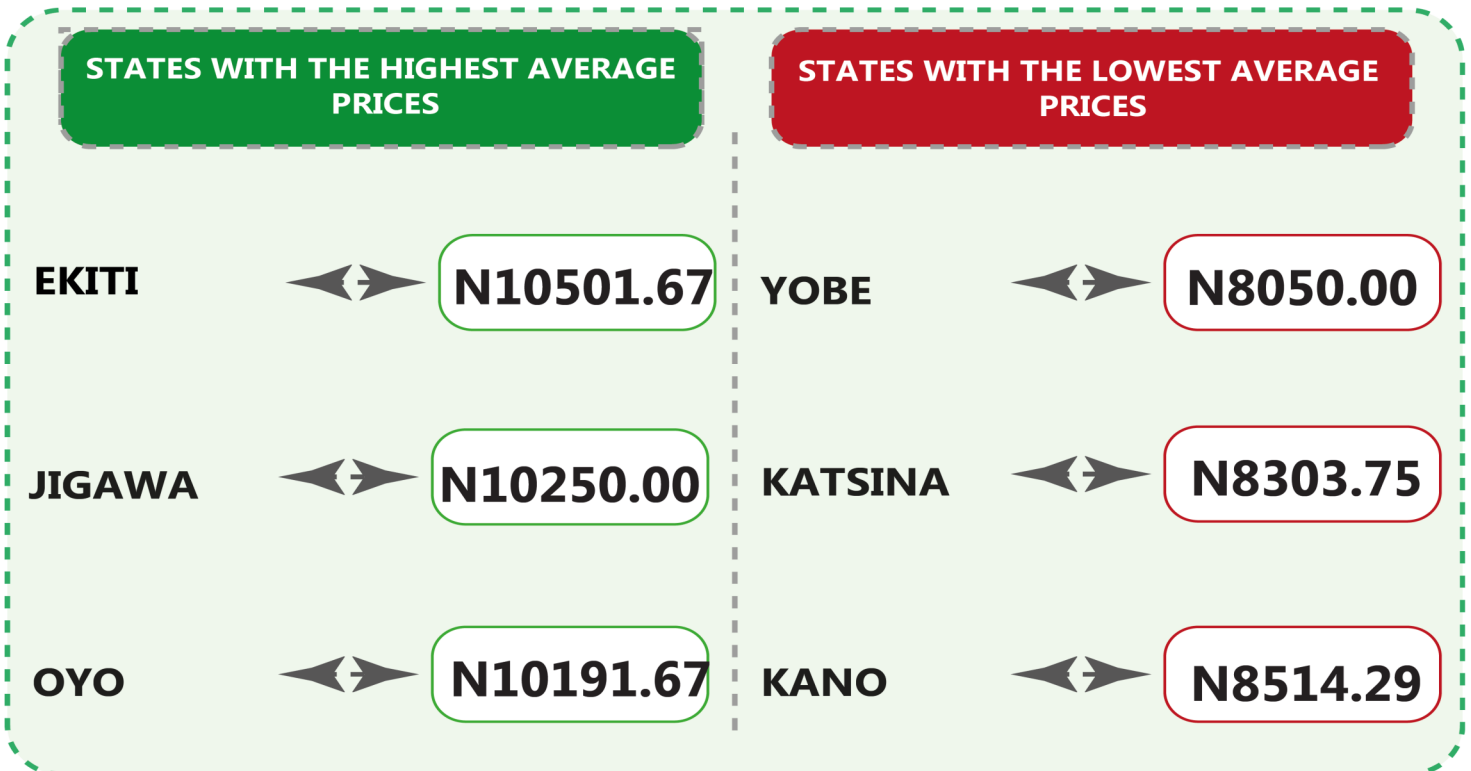 STATES WITH THE HIGHEST AVERAGE
PRICES
EKITI N10501.67
JIGAWA N10250.00
OYO N10191.67
STATES WITH THE LOWEST AVERAGE
PRICES
YOBE N8050.00
KATSINA N8303.75
KANO N8514.29